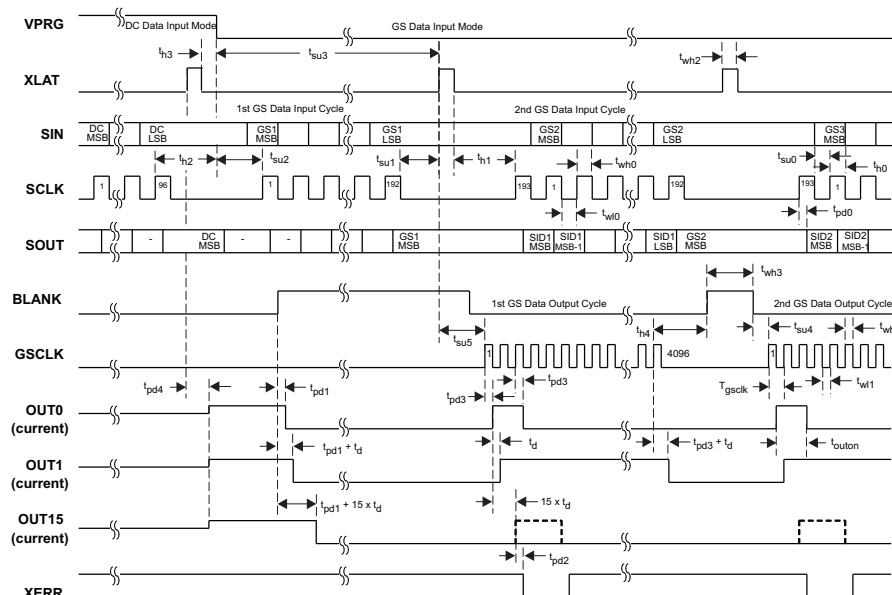 VPRG
DC Data Input Mode
GS Data Input Mode
th3
tsu3
twh2
XLAT
1st GS Data Input Cycle
2nd GS Data Input Cycle
SIN
DC MSB
DC LSB
GS1 MSB
GS1 LSB
GS2 MSB
GS2 LSB
GS3 MSB
th2
tsu2
tsu1
th1
twh0
tsu0
th0
SCLK
1
96
1
192
193
1
192
193
1
twl0
tpd0
SOUT
-
DC MSB
-
-
GS1 MSB
SID1 MSB
SID1 MSB-1
SID1 LSB
GS2 MSB
SID2 MSB
SID2 MSB-1
twh3
BLANK
1st GS Data Output Cycle
2nd GS Data Output Cycle
tsu5
th4
tsu4
GSCLK
1
4096
1
tpd4
tpd1
tpd3
tpd3
Tgsclk
twl1
OUT0
(current)
tpd1 + td
td
tpd3 + td
touton
OUT1
(current)
tpd1 + 15 x td
15 x td
OUT15
(current)
tpd2
XERR